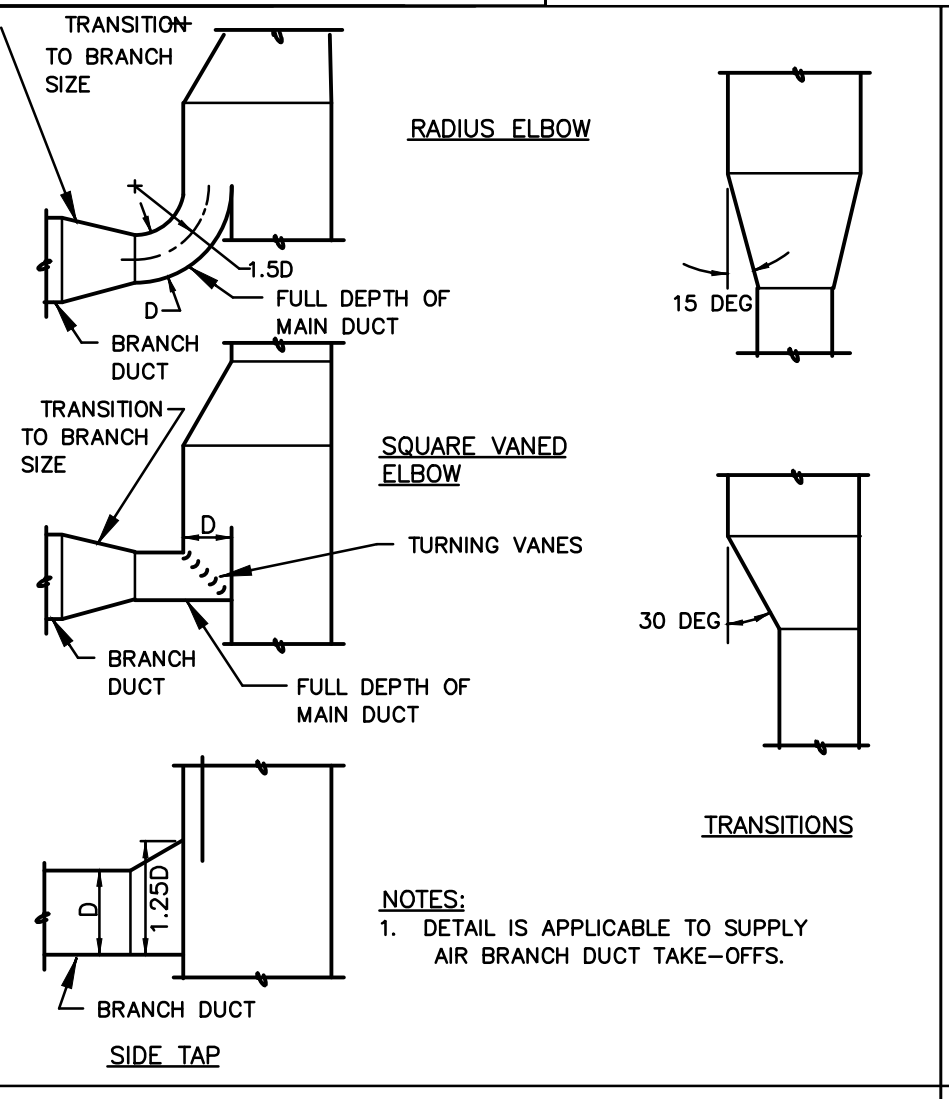 TRANSITION
TO BRANCH
SIZE
RADIUS ELBOW
1.5D
D
FULL DEPTH OF
MAIN DUCT
BRANCH
DUCT
15 DEG
TRANSITION
TO BRANCH
SIZE
SQUARE VANED
ELBOW
D
TURNING VANES
BRANCH
DUCT
FULL DEPTH OF
MAIN DUCT
30 DEG
TRANSITIONS
D
1.25D
BRANCH DUCT
SIDE TAP
NOTES:
1. DETAIL IS APPLICABLE TO SUPPLY
AIR BRANCH DUCT TAKE-OFFS.